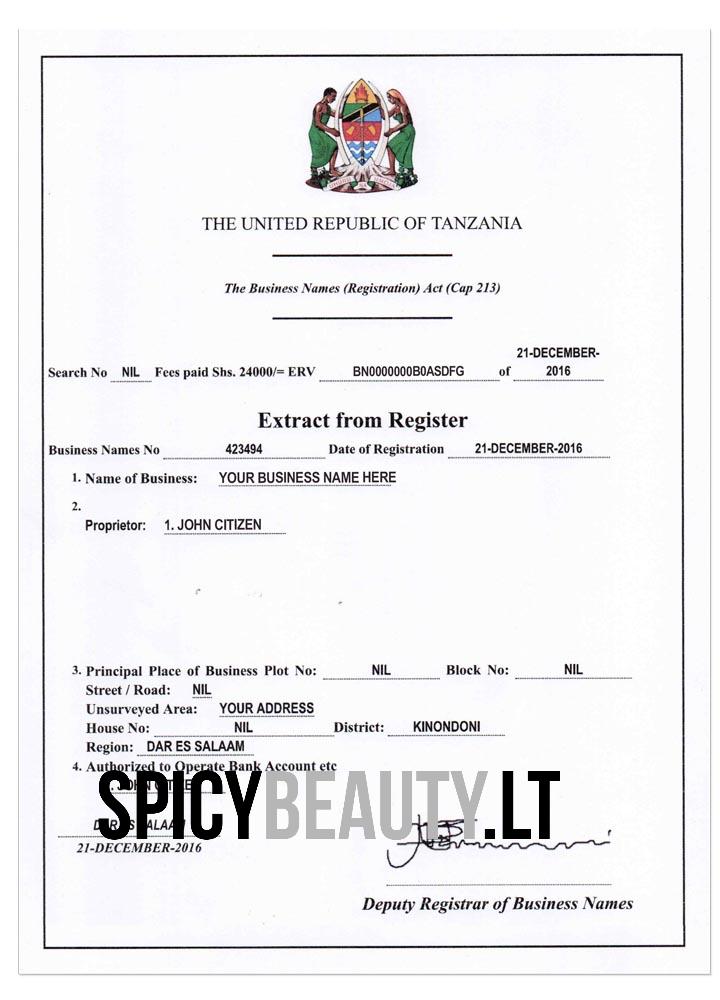 THE UNITED REPUBLIC OF TANZANIA
The Business Names (Registration) Act (Cap 213)
21-DECEMBER-
Search No NIL Fees paid Shs. 24000/= ERV BN0000000B0ASDFG of 2016
Extract from Register
Business Names No 423494 Date of Registration 21-DECEMBER-2016
1. Name of Business: YOUR BUSINESS NAME HERE
2.
Proprietor: 1. JOHN CITIZEN
3. Principal Place of Business Plot No: NIL Block No: NIL
Street / Road: NIL
Unsurveyed Area: YOUR ADDRESS
House No: NIL District: KINONDONI
Region: DAR ES SALAAM
4. Authorized to Operate Bank Account etc
1. JOHN CITIZEN
SPICYBEAUTY.LT
DAR ES SALAAM
21-DECEMBER-2016
Deputy Registrar of Business Names